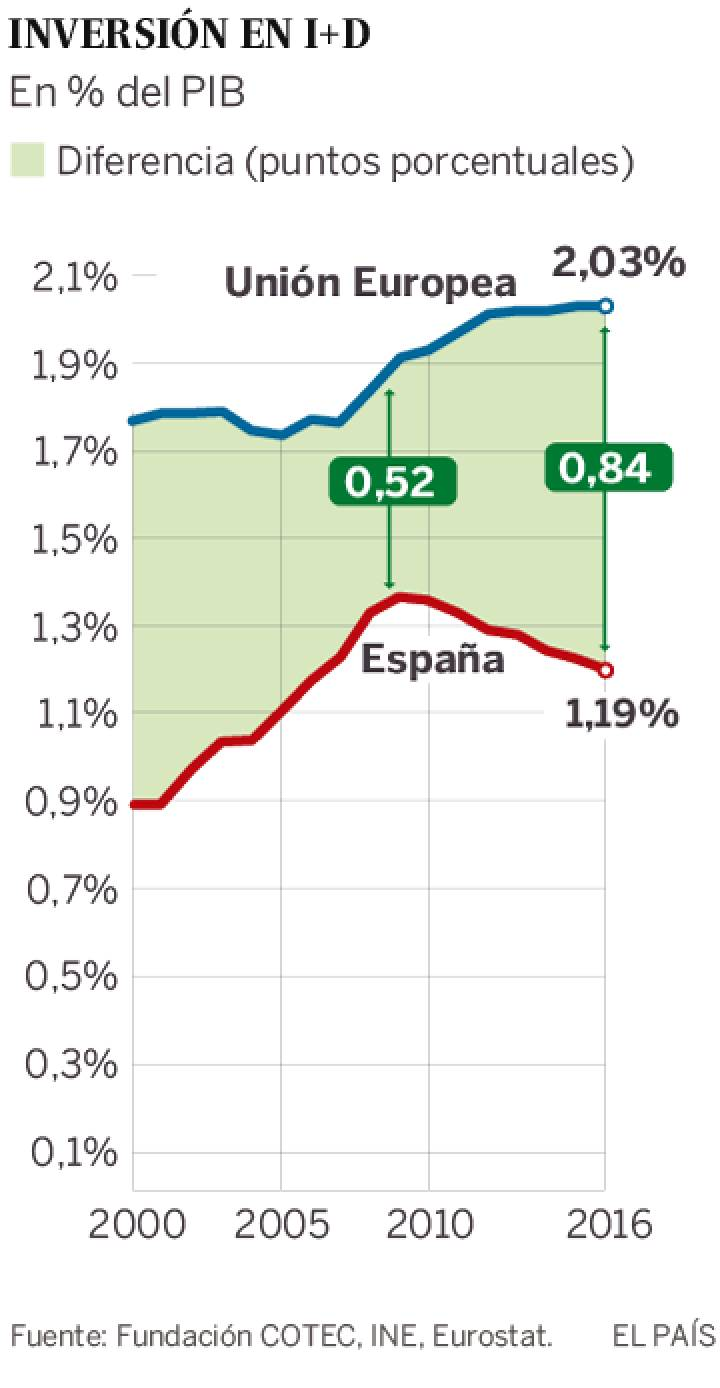 INVERSIÓN EN I+D
En % del PIB
Diferencia (puntos porcentuales)
2,1%
Unión Europea
2,03%
1,9%
1,7%
0,52
0,84
1,5%
1,3%
España
1,1%
1,19%
0,9%
0,7%
0,5%
0,3%
0,1%
2000 2005 2010 2016
Fuente: Fundación COTEC, INE, Eurostat. EL PAÍS